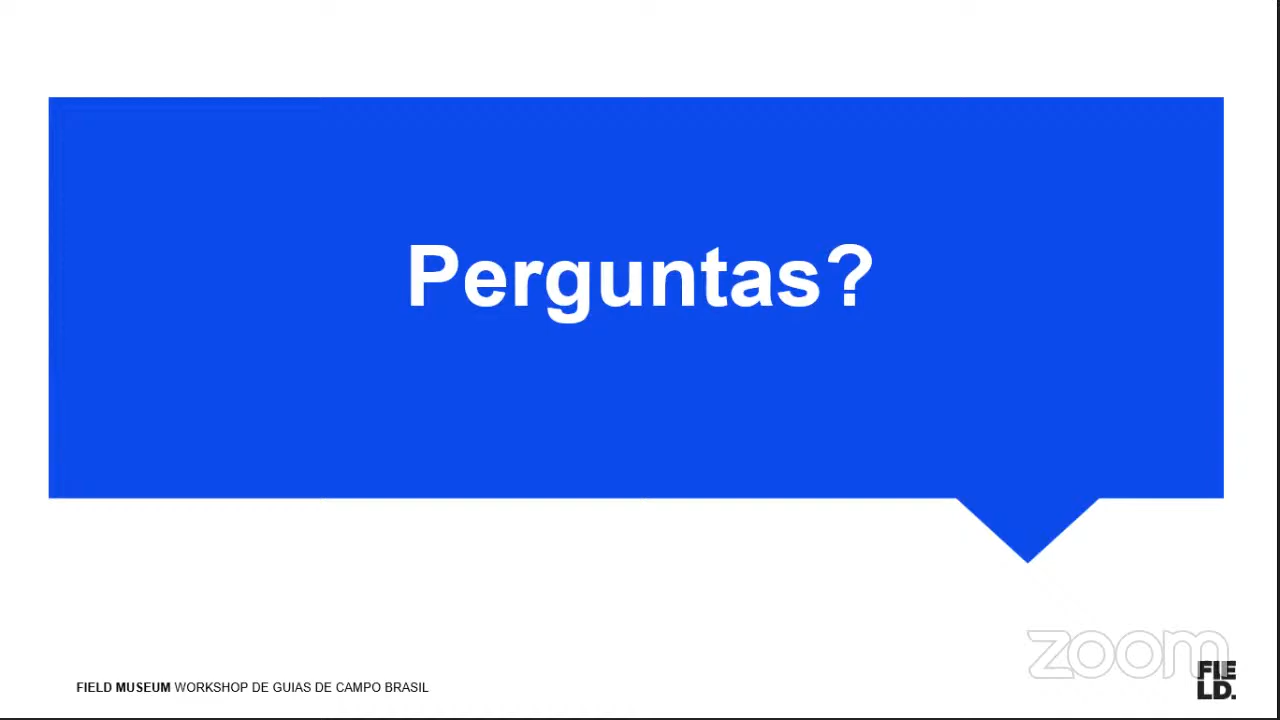 Perguntas?
zoom
FIELD MUSEUM WORKSHOP DE GUIAS DE CAMPO BRASIL
FIE
LD.